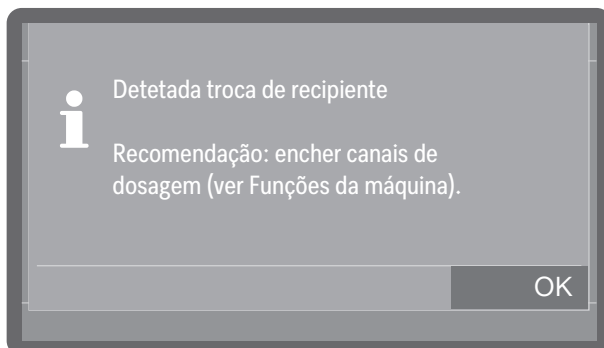 Detetada troca de recipiente
Recomendação: encher canais de
dosagem (ver Funções da máquina).
OK